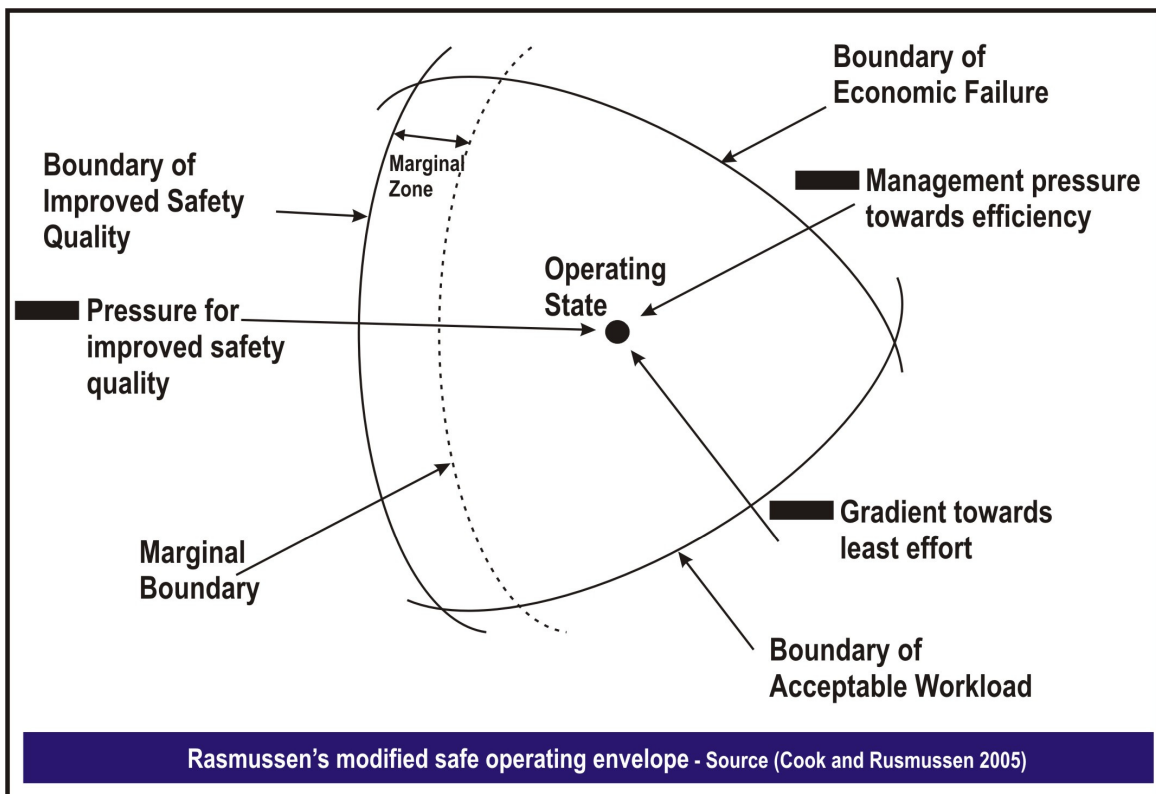 Boundary of
Economic Failure
Marginal
Zone
Boundary of
Improved Safety
Quality
Management pressure
towards efficiency
Operating
State
Pressure for
improved safety
quality
Gradient towards
least effort
Marginal
Boundary
Boundary of
Acceptable Workload
Rasmussen's modified safe operating envelope - Source (Cook and Rusmussen 2005)